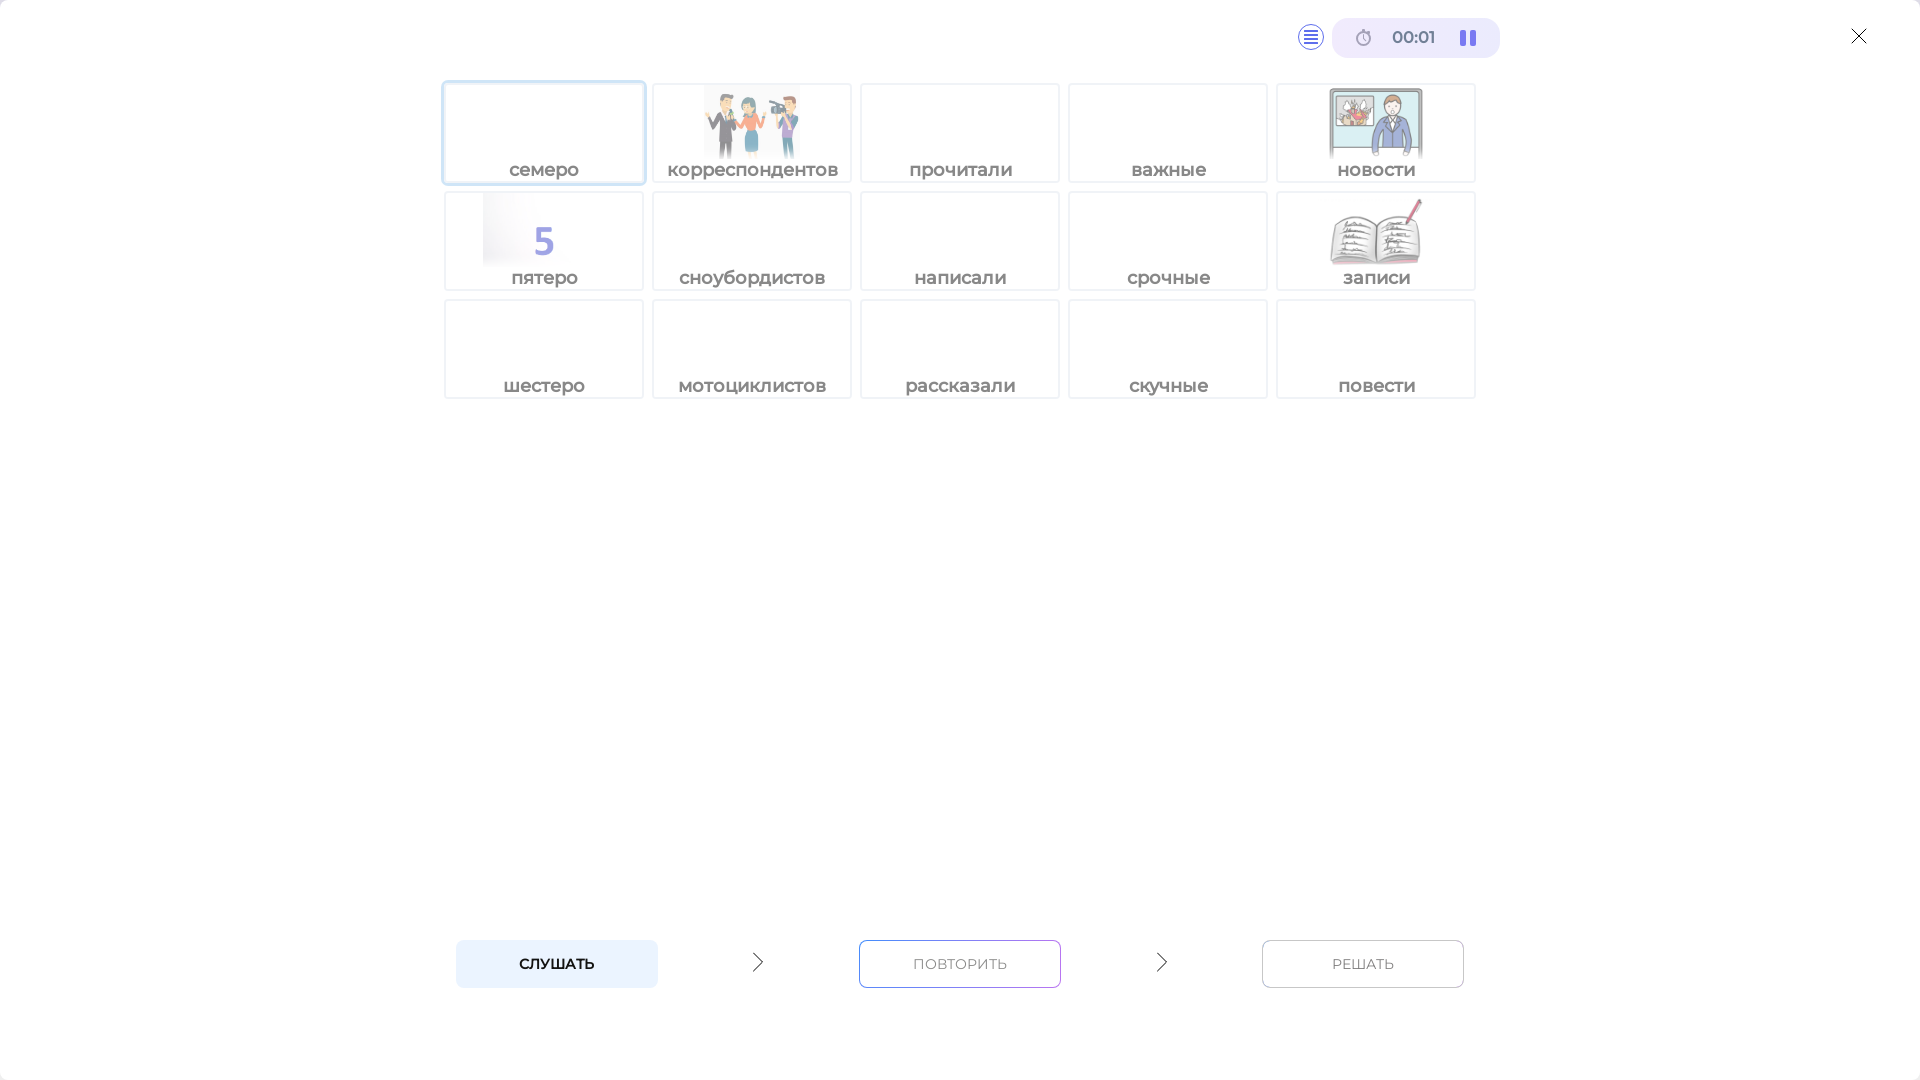 00:01
семеро корреспондентов прочитали важные новости
5
пятеро сноубордистов написали срочные записи
шестеро мотоциклистов рассказали скучные повести
СЛУШАТЬ ПОВТОРИТЬ РЕШАТЬ